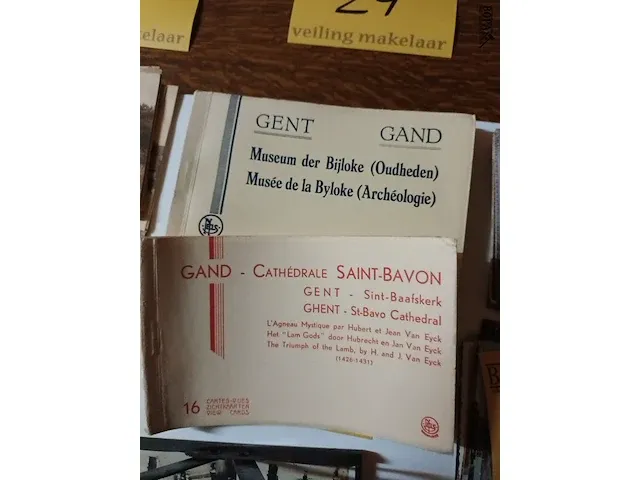 elaar
24
veiling makelaar
GENT GAND
Museum der Bijloke (Oudheden)
Musée de la Byloke (Archéologie)
GAND - CATHÉDRALE SAINT-BAVON
GENT - Sint-Baafskerk
GHENT - St-Bavo Cathedral
L'Agneau Mystique par Hubert et Jean Van Eyck
Het "Lam Gods" door Hubrecht en Jan Van Eyck
The Triumph of the Lamb, by H. and J. Van Eyck
(1426-1431)
16 CARTES-VUES
ZICHTKAARTEN
VIEW CARDS